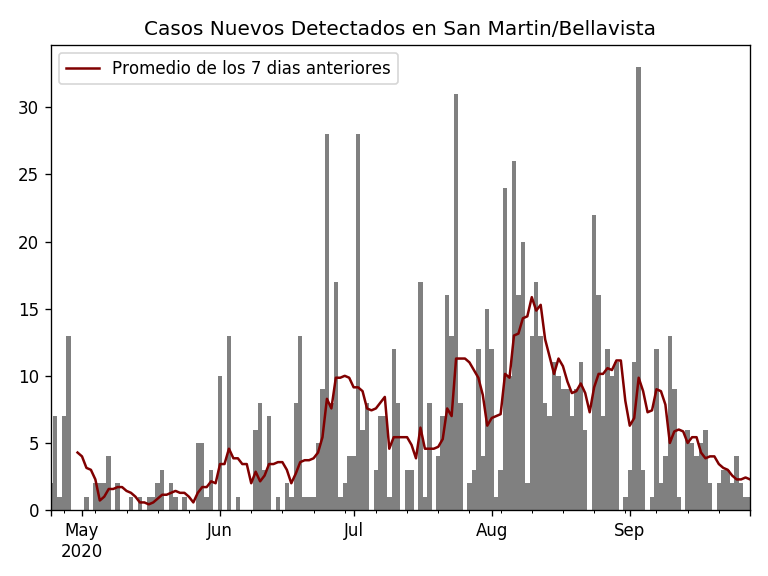 Casos Nuevos Detectados en San Martin/Bellavista
Promedio de los 7 dias anteriores
30
25
20
15
10
5
0
May
2020
Jun
Jul
Aug
Sep